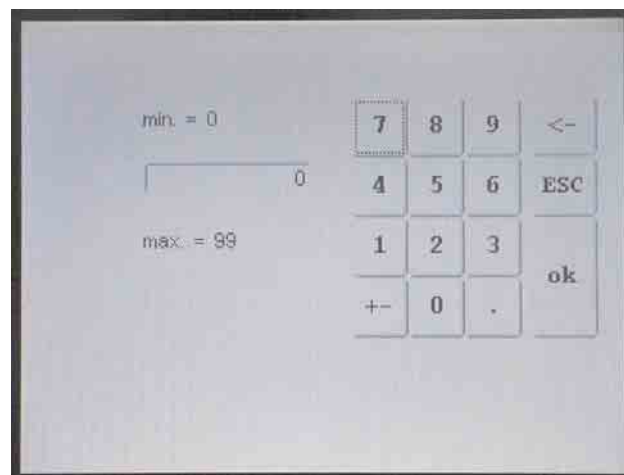 min. = 0
0
max. = 99
7 8 9 <-
4 5 6 ESC
1 2 3
ok
+- 0 .